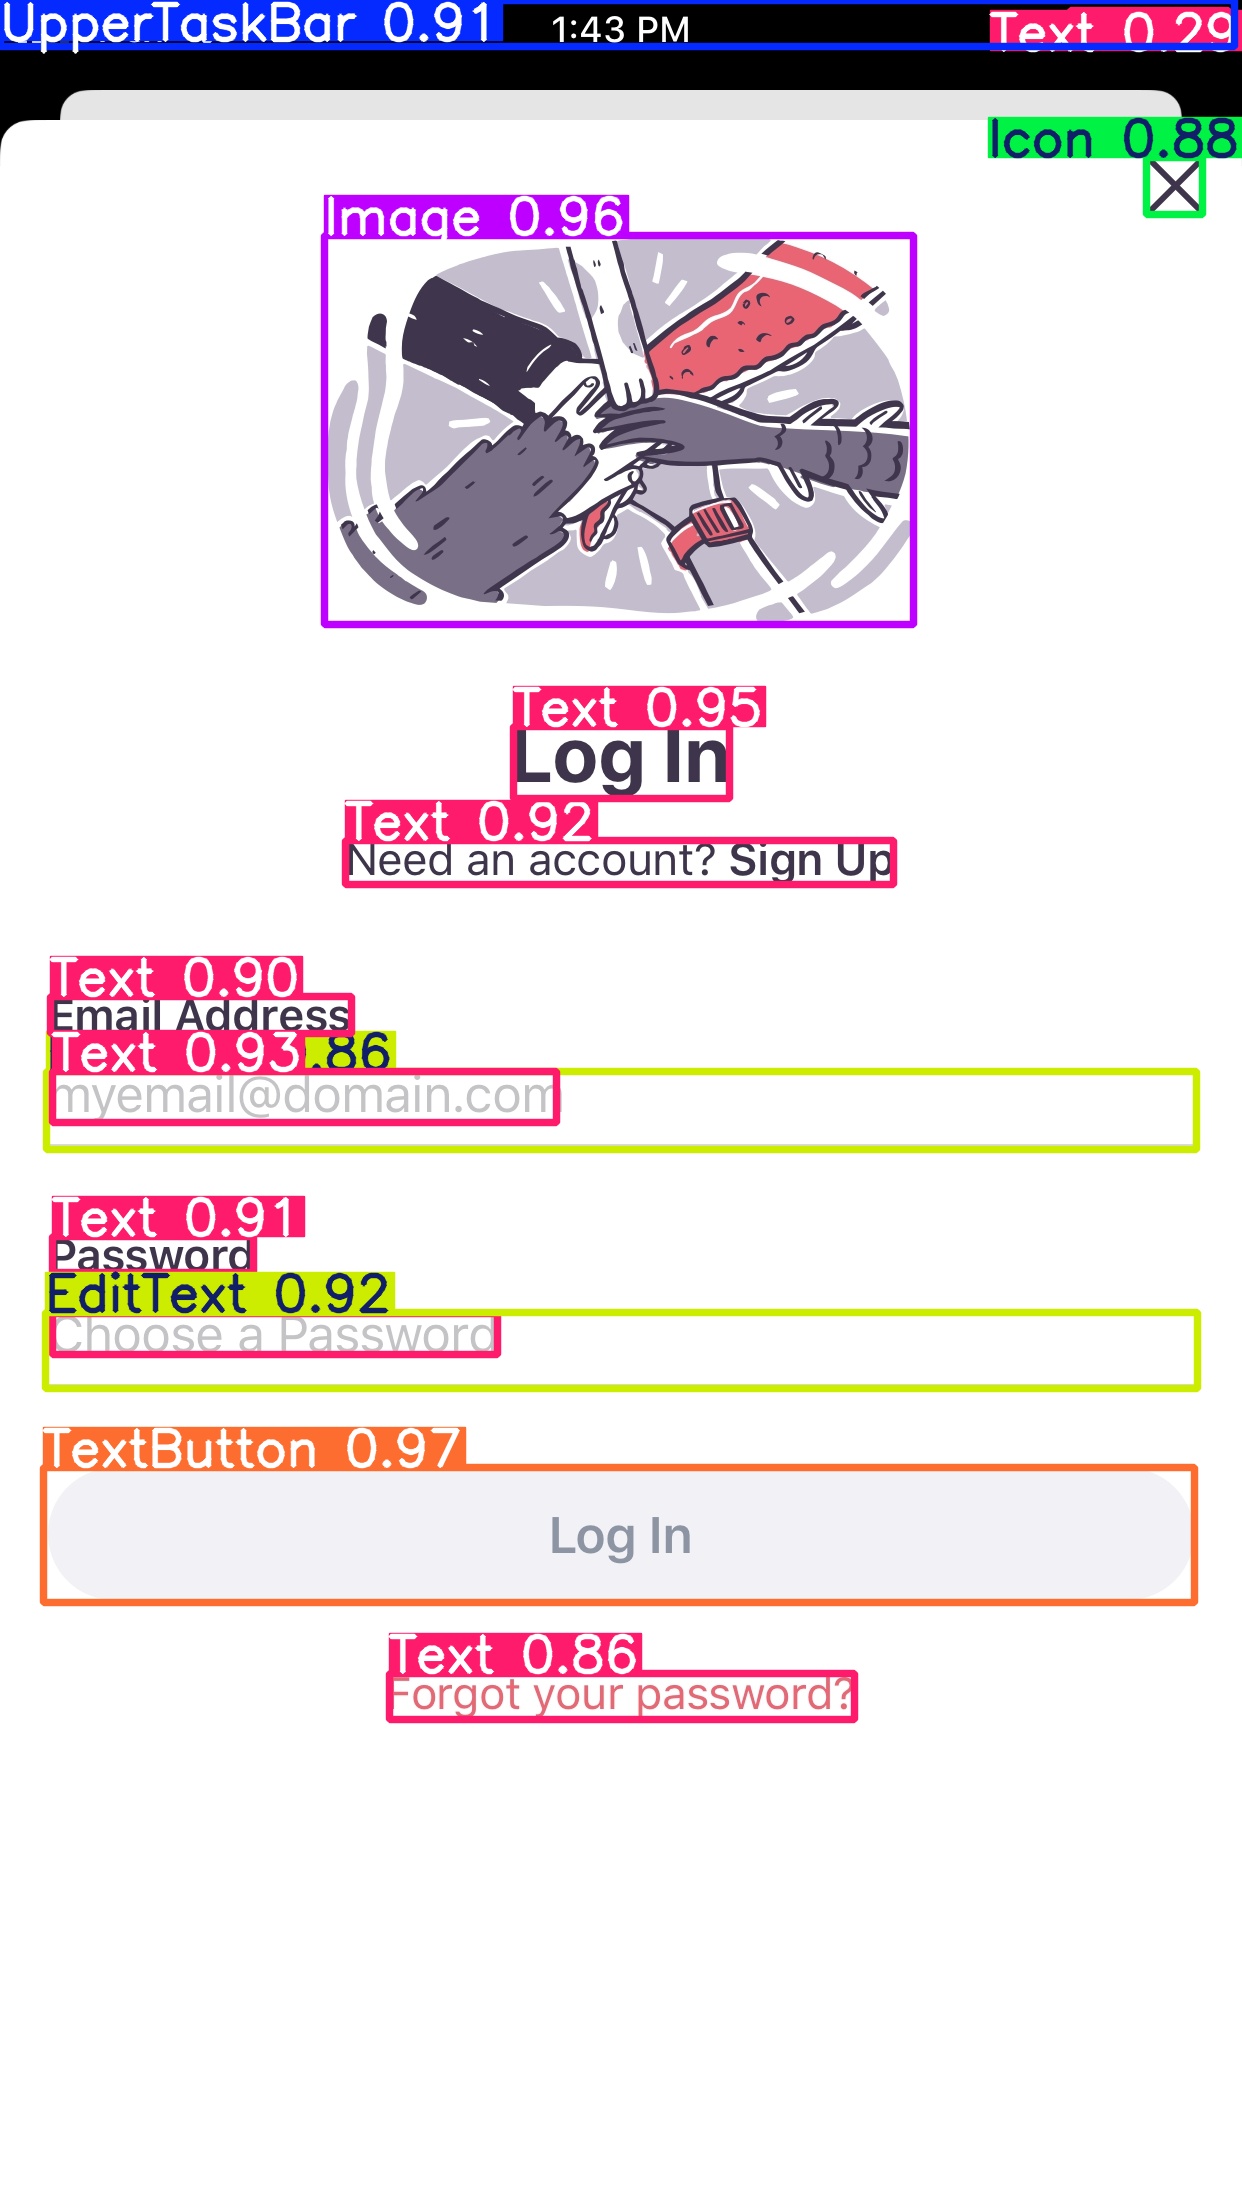 UpperTaskBar 0.91
1:43 PM
Text 0.29
Icon 0.88
Image 0.96
Text 0.95
Log In
Text 0.92
Need an account? Sign Up
Text 0.90
Email Address
Text 0.93
.86
myemail@domain.com
Text 0.91
Password
EditText 0.92
Choose a Password
TextButton 0.97
Log In
Text 0.86
Forgot your password?